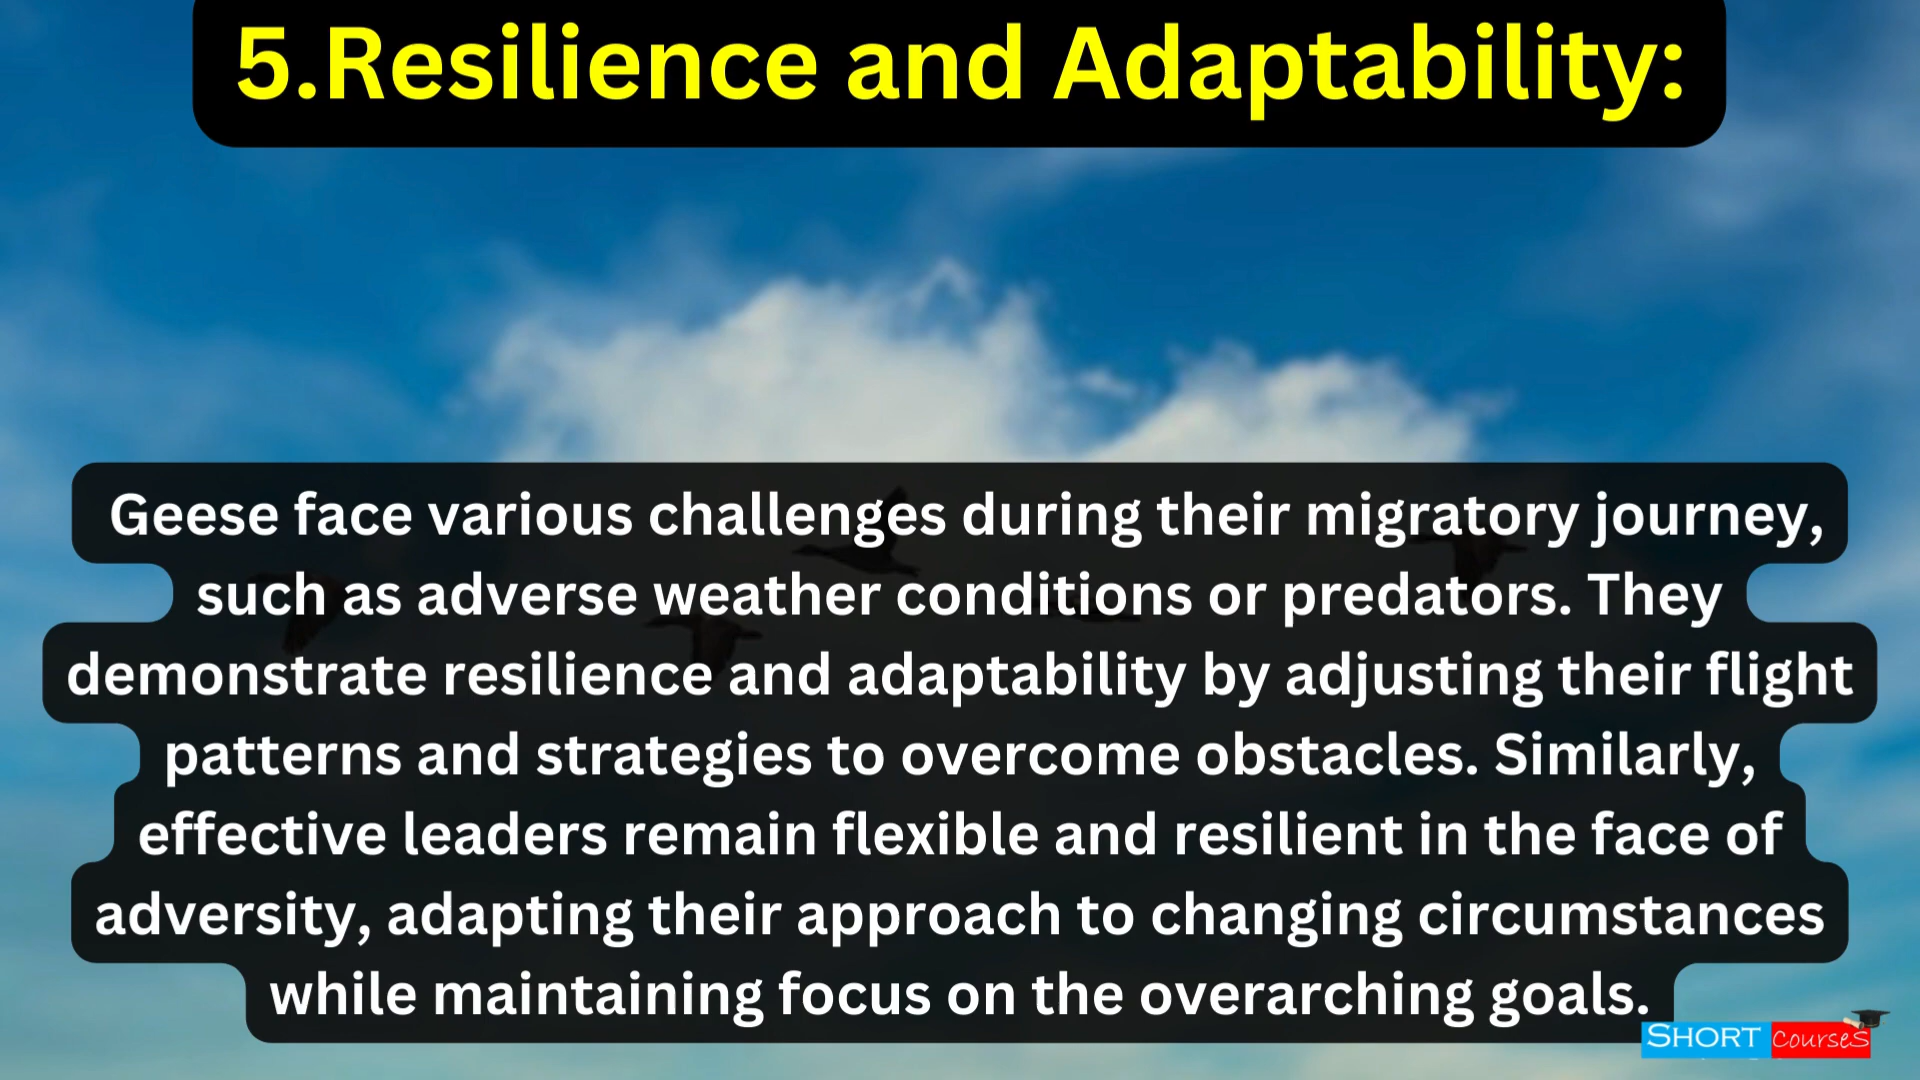 5.Resilience and Adaptability:
Geese face various challenges during their migratory journey,
such as adverse weather conditions or predators. They
demonstrate resilience and adaptability by adjusting their flight
patterns and strategies to overcome obstacles. Similarly,
effective leaders remain flexible and resilient in the face of
adversity, adapting their approach to changing circumstances
while maintaining focus on the overarching goals.
SHORT courses